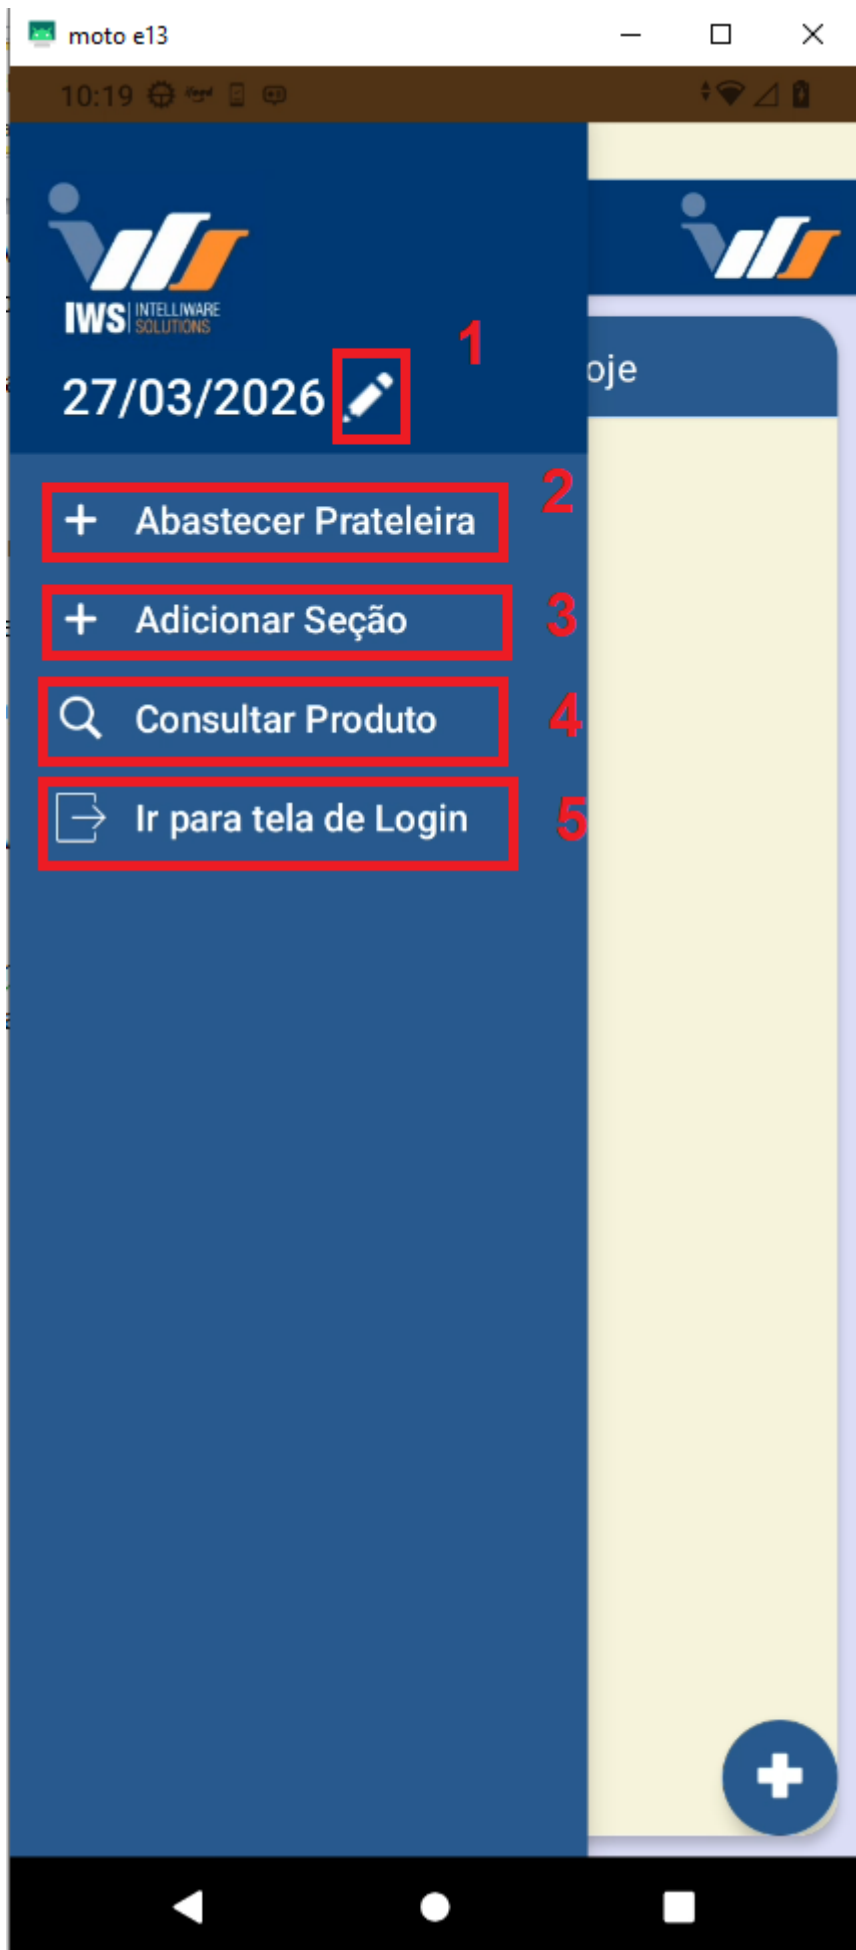 moto e13
10:19
IWS INTELLIWARE
SOLUTIONS
1
27/03/2026
oje
+ Abastecer Prateleira 2
+ Adicionar Seção 3
Consultar Produto 4
Ir para tela de Login 5